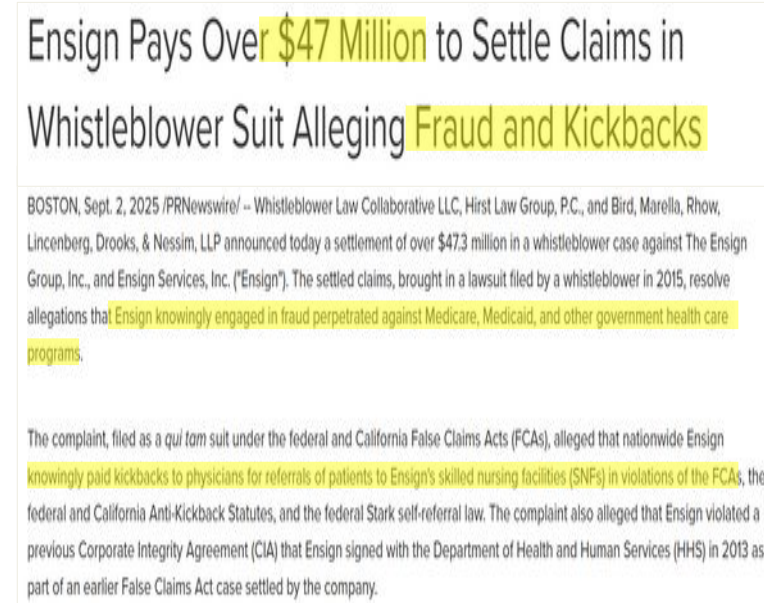 Ensign Pays Over $47 Million to Settle Claims in
Whistleblower Suit Alleging Fraud and Kickbacks
BOSTON, Sept. 2, 2025 /PRNewswire/ -- Whistleblower Law Collaborative LLC, Hirst Law Group, P.C., and Bird, Marella, Rhow,
Lincenberg, Drooks, & Nessim, LLP announced today a settlement of over $47.3 million in a whistleblower case against The Ensign
Group, Inc., and Ensign Services, Inc. ("Ensign"). The settled claims, brought in a lawsuit filed by a whistleblower in 2015, resolve
allegations that Ensign knowingly engaged in fraud perpetrated against Medicare, Medicaid, and other government health care
programs.
The complaint, filed as a qui tam suit under the federal and California False Claims Acts (FCAs), alleged that nationwide Ensign
knowingly paid kickbacks to physicians for referrals of patients to Ensign's skilled nursing facilities (SNFs) in violations of the FCAs, the
federal and California Anti-Kickback Statutes, and the federal Stark self-referral law. The complaint also alleged that Ensign violated a
previous Corporate Integrity Agreement (CIA) that Ensign signed with the Department of Health and Human Services (HHS) in 2013 as
part of an earlier False Claims Act case settled by the company.